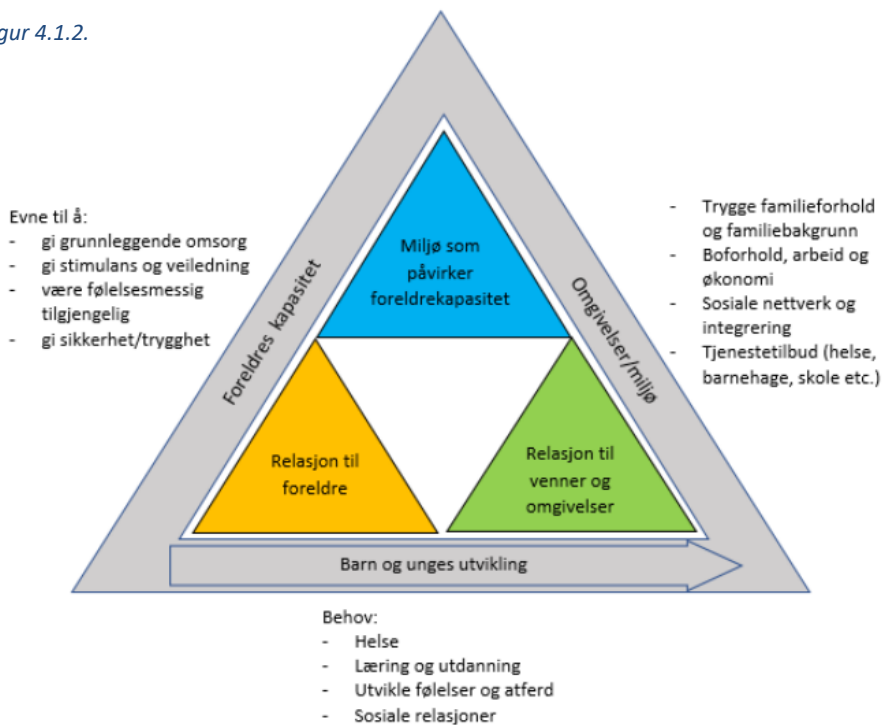 gur 4.1.2.
Evne til å:
- gi grunnleggende omsorg
- gi stimulans og veiledning
- være følelsesmessig
tilgjengelig
- gi sikkerhet/trygghet
Foreldres kapasitet
Miljø som
påvirker
foreldrekapasitet
Omgivelser/miljø
- Trygge familieforhold
og familiebakgrunn
- Boforhold, arbeid og
økonomi
- Sosiale nettverk og
integrering
- Tjenestetilbud (helse,
barnehage, skole etc.)
Relasjon til
foreldre
Relasjon til
venner og
omgivelser
Barn og unges utvikling
Behov:
- Helse
- Læring og utdanning
- Utvikle følelser og atferd
- Sosiale relasjoner